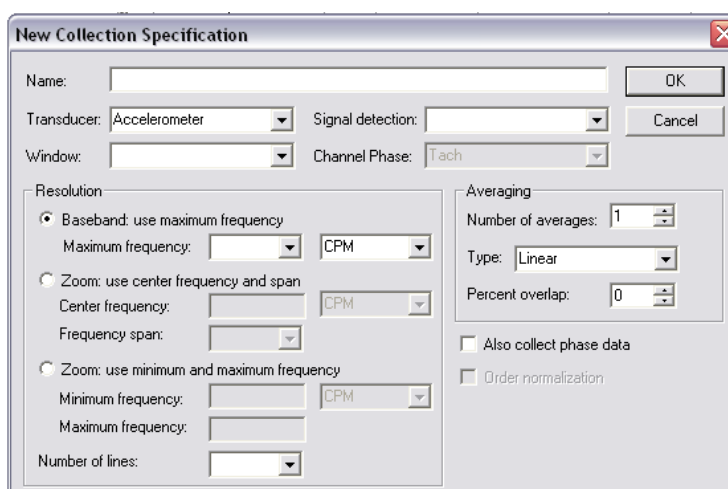 New Collection Specification
Name:
OK
Transducer: Accelerometer
Signal detection:
Cancel
Window:
Channel Phase: Tach
Resolution
Baseband: use maximum frequency
Maximum frequency:
CPM
Zoom: use center frequency and span
Center frequency:
CPM
Frequency span:
Zoom: use minimum and maximum frequency
Minimum frequency:
CPM
Maximum frequency:
Number of lines:
Averaging
Number of averages: 1
Type: Linear
Percent overlap: 0
Also collect phase data
Order normalization